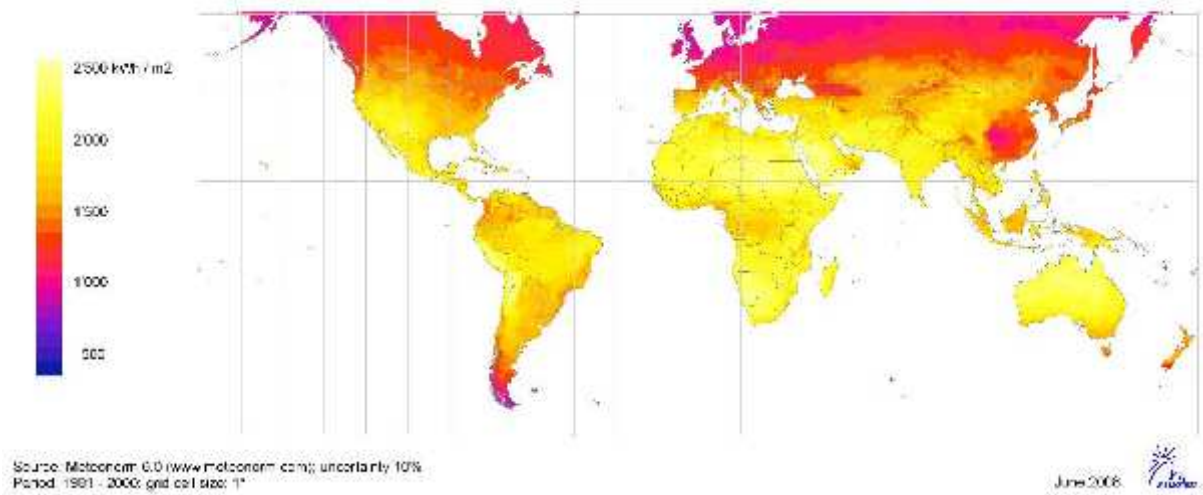 2500 kWh / m2
2000
1500
1000
500
Source: Meteonorm 6.0 (www.meteonorm.com); uncertainty 10%
Period: 1981 - 2000; grid cell size: 1°
June 2008